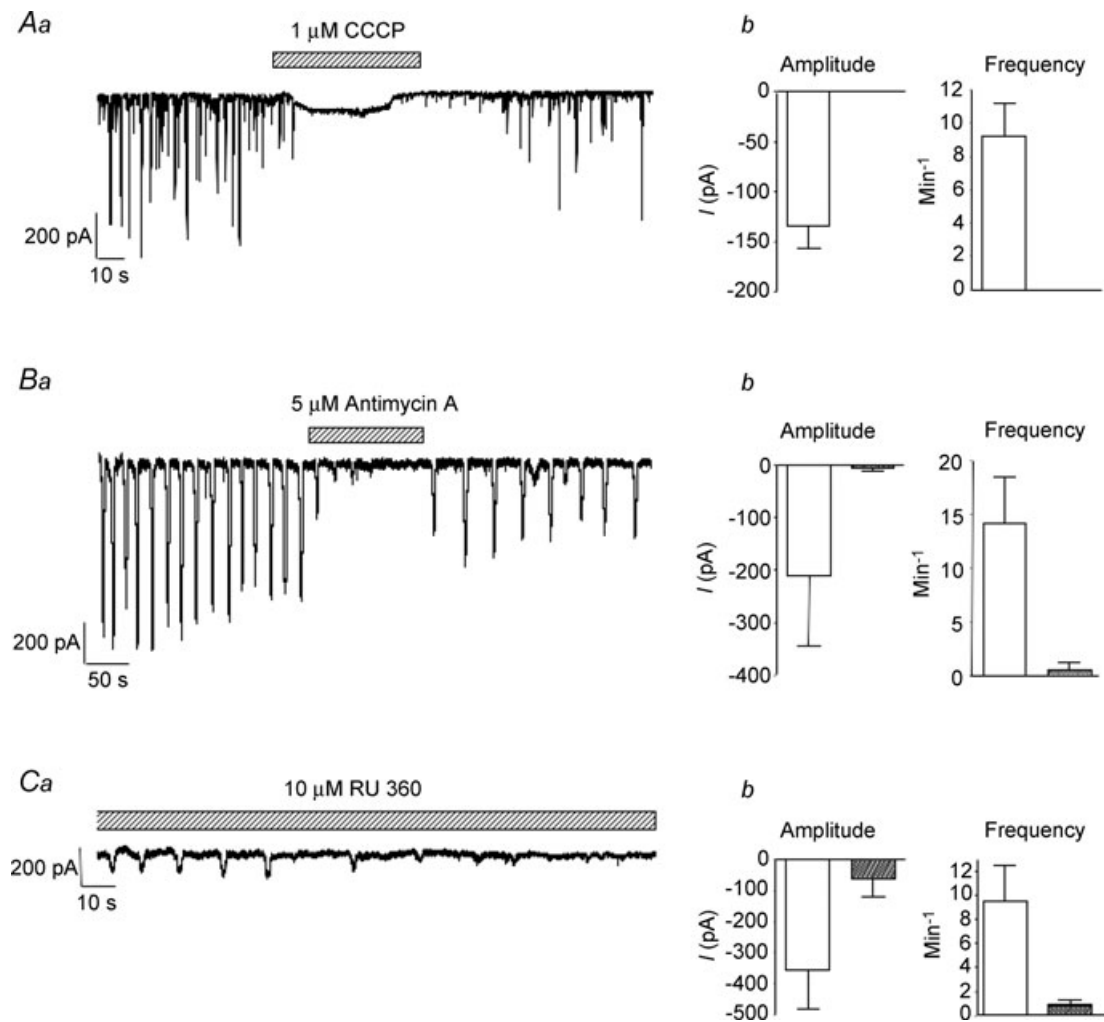 Aa
1 μM CCCP
200 pA
10 s
b
Amplitude
I (pA)
0
-50
-100
-150
-200
Frequency
Min-1
12
10
8
6
4
2
0
Ba
5 μM Antimycin A
200 pA
50 s
b
Amplitude
I (pA)
0
-100
-200
-300
-400
Frequency
Min-1
20
15
10
5
0
Ca
10 μM RU 360
200 pA
10 s
b
Amplitude
I (pA)
0
-100
-200
-300
-400
-500
Frequency
Min-1
12
10
8
6
4
2
0